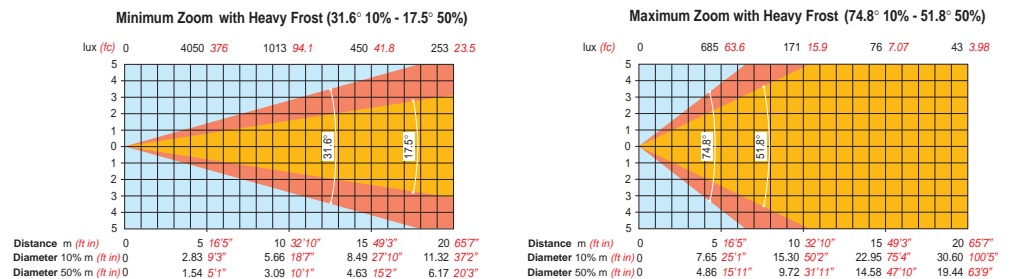 Minimum Zoom with Heavy Frost (31.6° 10% - 17.5° 50%)
lux (fc) 0 4050 376 1013 94.1 450 41.8 253 23.5
5
4
3
2
1
0
1
2
3
4
5
31.6°
17.5°
Distance m (ft in) 0 5 16'5" 10 32'10" 15 49'3" 20 65'7"
Diameter 10% m (ft in) 2.83 9'3" 5.66 18'7" 8.49 27'10" 11.32 37'2"
Diameter 50% m (ft in) 1.54 5'1" 3.09 10'1" 4.63 15'2" 6.17 20'3"
Maximum Zoom with Heavy Frost (74.8° 10% - 51.8° 50%)
lux (fc) 0 685 63.6 171 15.9 76 7.07 43 3.98
5
4
3
2
1
0
1
2
3
4
5
74.8°
51.8°
Distance m (ft in) 0 5 16'5" 10 32'10" 15 49'3" 20 65'7"
Diameter 10% m (ft in) 7.65 25'1" 15.30 50'2" 22.95 75'4" 30.60 100'5"
Diameter 50% m (ft in) 4.86 15'11" 9.72 31'11" 14.58 47'10" 19.44 63'9"